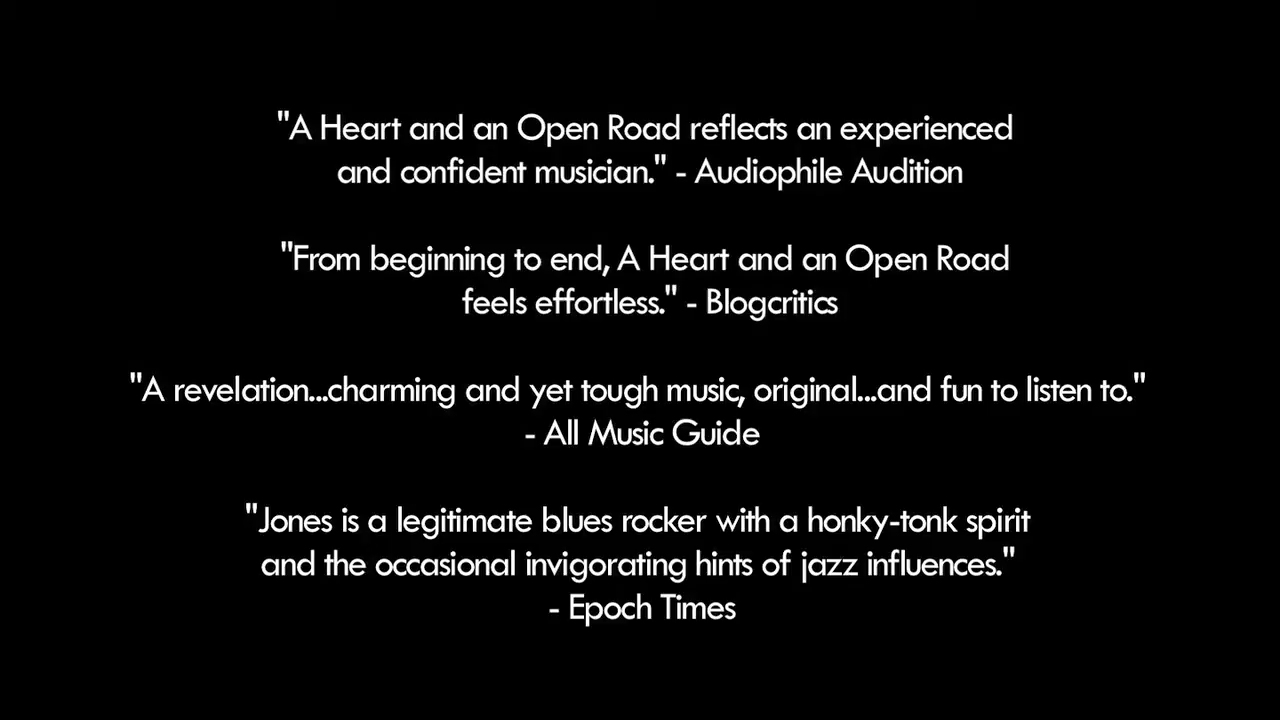 "A Heart and an Open Road reflects an experienced
and confident musician." - Audiophile Audition
"From beginning to end, A Heart and an Open Road
feels effortless." - Blogcritics
"A revelation...charming and yet tough music, original...and fun to listen to."
- All Music Guide
"Jones is a legitimate blues rocker with a honky-tonk spirit
and the occasional invigorating hints of jazz influences."
- Epoch Times